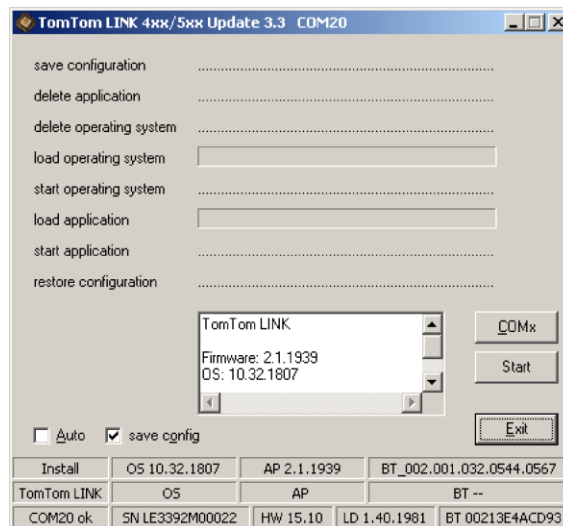 TomTom LINK 4xx/5xx Update 3.3 COM20
save configuration
delete application
delete operating system
load operating system
start operating system
load application
start application
restore configuration
TomTom LINK
Firmware: 2.1.1939
OS: 10.32.1807
COMx
Start
Exit
Auto save config
Install OS 10.32.1807 AP 2.1.1939 BT_002.001.032.0544.0567
TomTom LINK OS AP BT --
COM20 ok SN LE3392M00022 HW 15.10 LD 1.40.1981 BT 00213E4ACD93